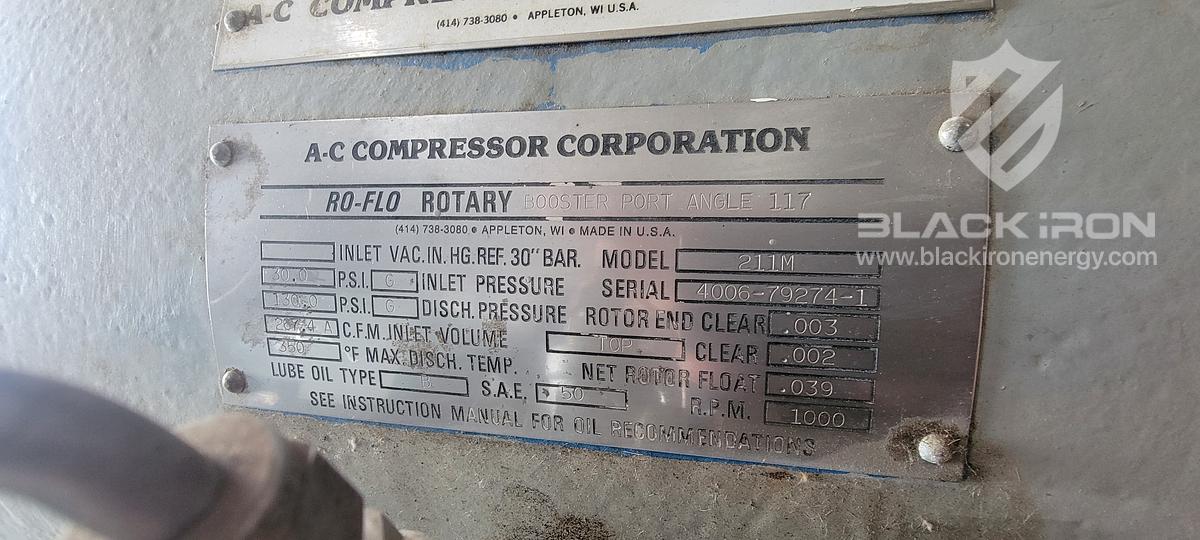 A-C COMPRE
(414) 738-3080 • APPLETON, WI U.S.A.
A-C COMPRESSOR CORPORATION
RO-FLO ROTARY BOOSTER PORT ANGLE 117
(414) 738-3080 • APPLETON, WI • MADE IN U.S.A.
INLET VAC. IN. HG. REF. 30" BAR. MODEL 211M
30.0 P.S.I. G INLET PRESSURE SERIAL 4006-79274-1
130.0 P.S.I. G DISCH. PRESSURE ROTOR END CLEAR .003
A C.F.M. INLET VOLUME TOP CLEAR .002
350 °F MAX. DISCH. TEMP. NET ROTOR FLOAT .039
LUBE OIL TYPE B S.A.E. 50 R.P.M. 1000
SEE INSTRUCTION MANUAL FOR OIL RECOMMENDATIONS
BLACK IRON
www.blackironenergy.com